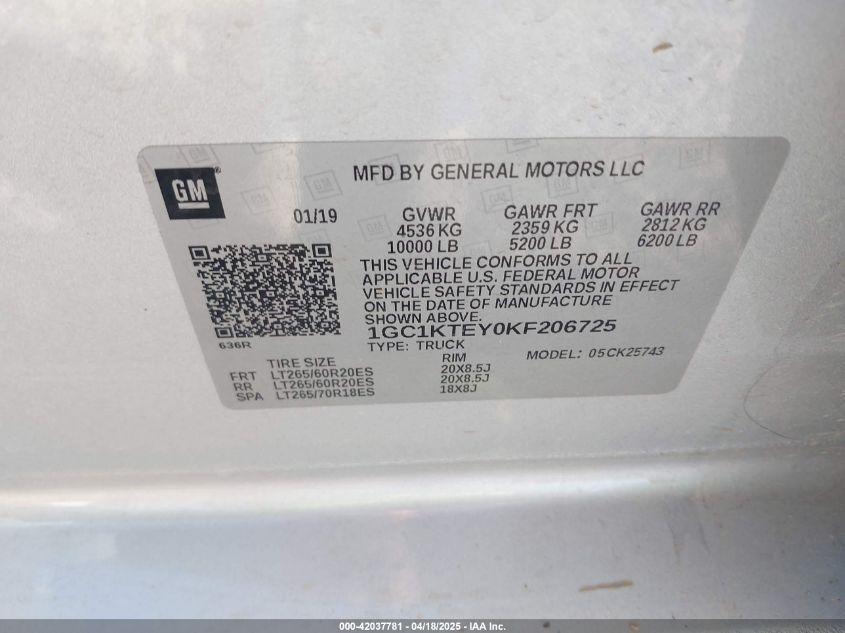 GM
MFD BY GENERAL MOTORS LLC
01/19 GVWR GAWR FRT GAWR RR
4536 KG 2359 KG 2812 KG
10000 LB 5200 LB 6200 LB
THIS VEHICLE CONFORMS TO ALL
APPLICABLE U.S. FEDERAL MOTOR
VEHICLE SAFETY STANDARDS IN EFFECT
ON THE DATE OF MANUFACTURE
SHOWN ABOVE.
1GC1KTEY0KF206725
636R
TYPE: TRUCK MODEL: 05CK25743
TIRE SIZE RIM
FRT LT265/60R20ES 20X8.5J
RR LT265/60R20ES 20X8.5J
SPA LT265/70R18ES 18X8J
000-42037781 - 04/18/2025 - IAA Inc.